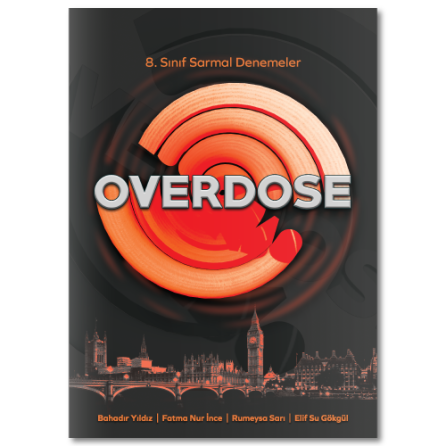 8. Sınıf Sarmal Denemeler
OVERDOSE
Bahadır Yıldız | Fatma Nur İnce | Rumeysa Sarı | Elif Su Gökgül